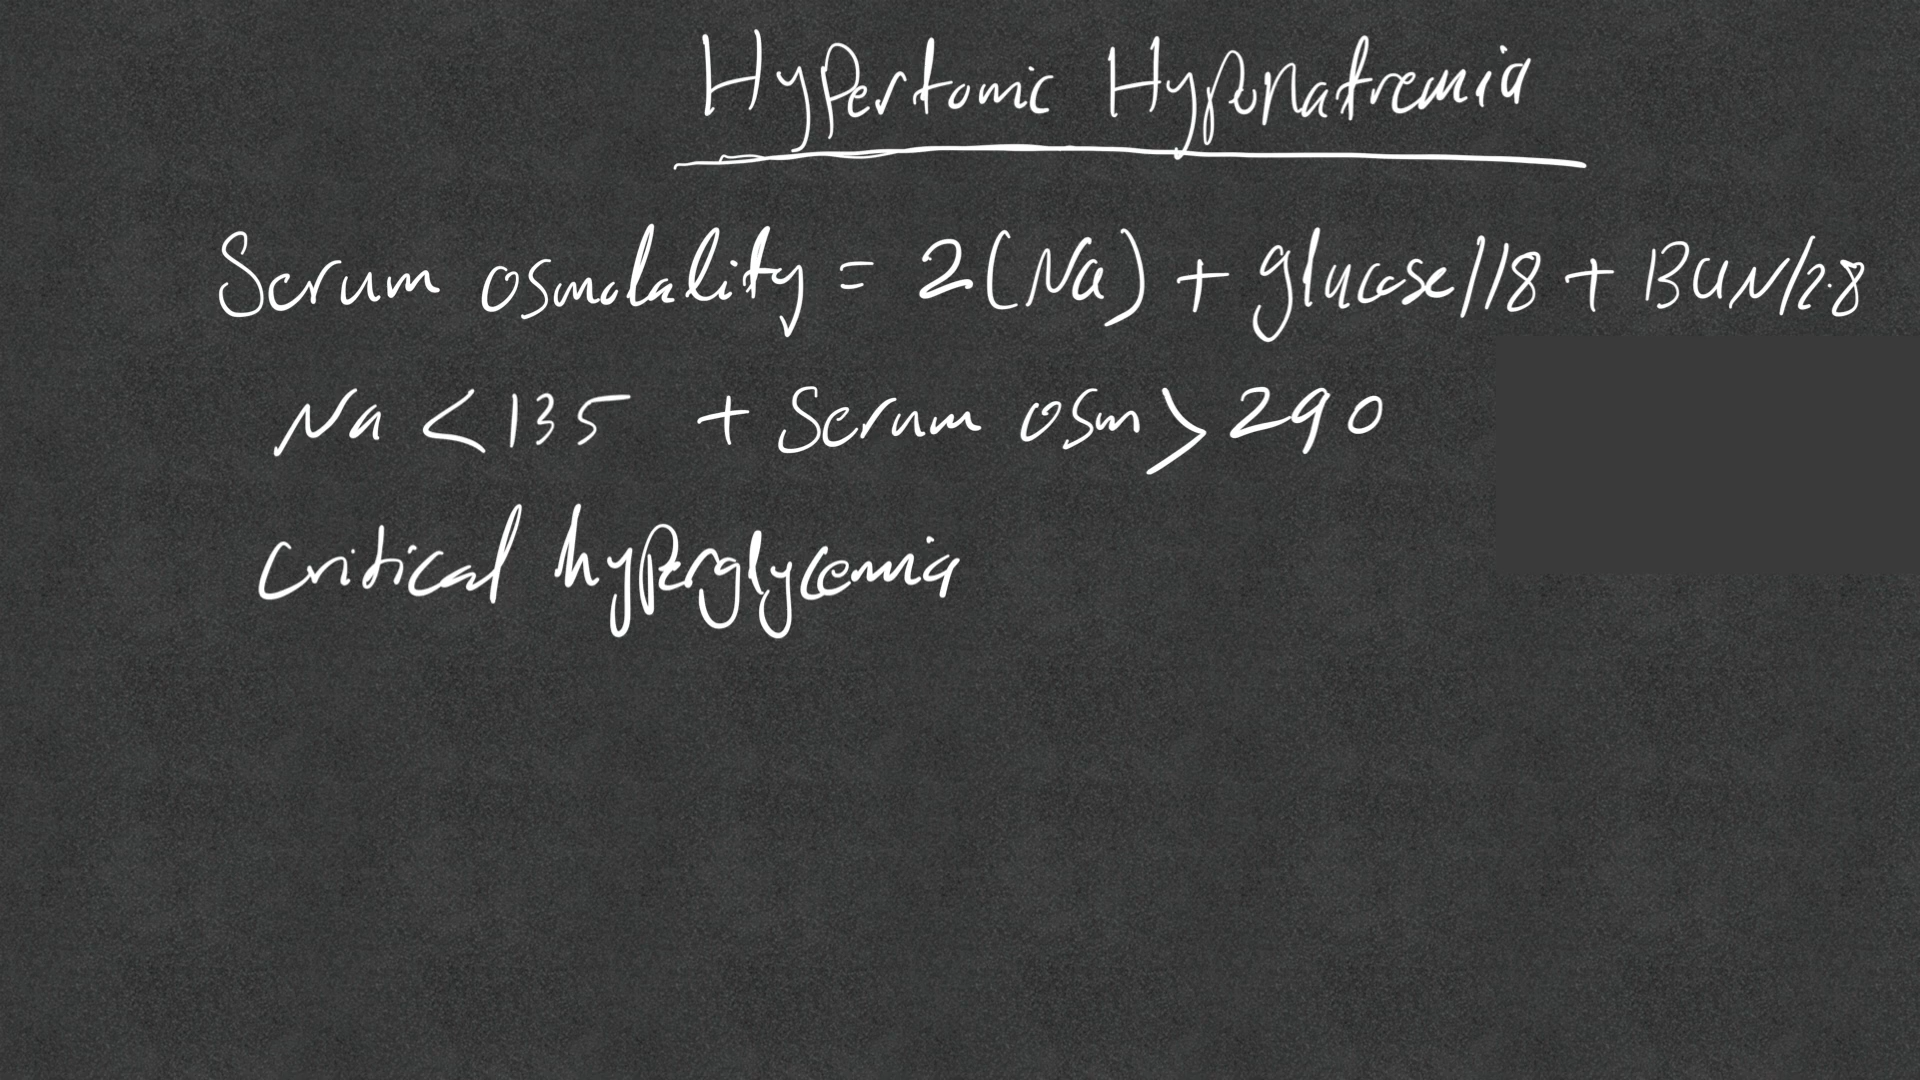 Hypertonic Hyponatremia
Serum osmolality = 2(Na) + glucose/18 + BUN/2.8
Na < 135 + Serum osm > 290
Critical hyperglycemia